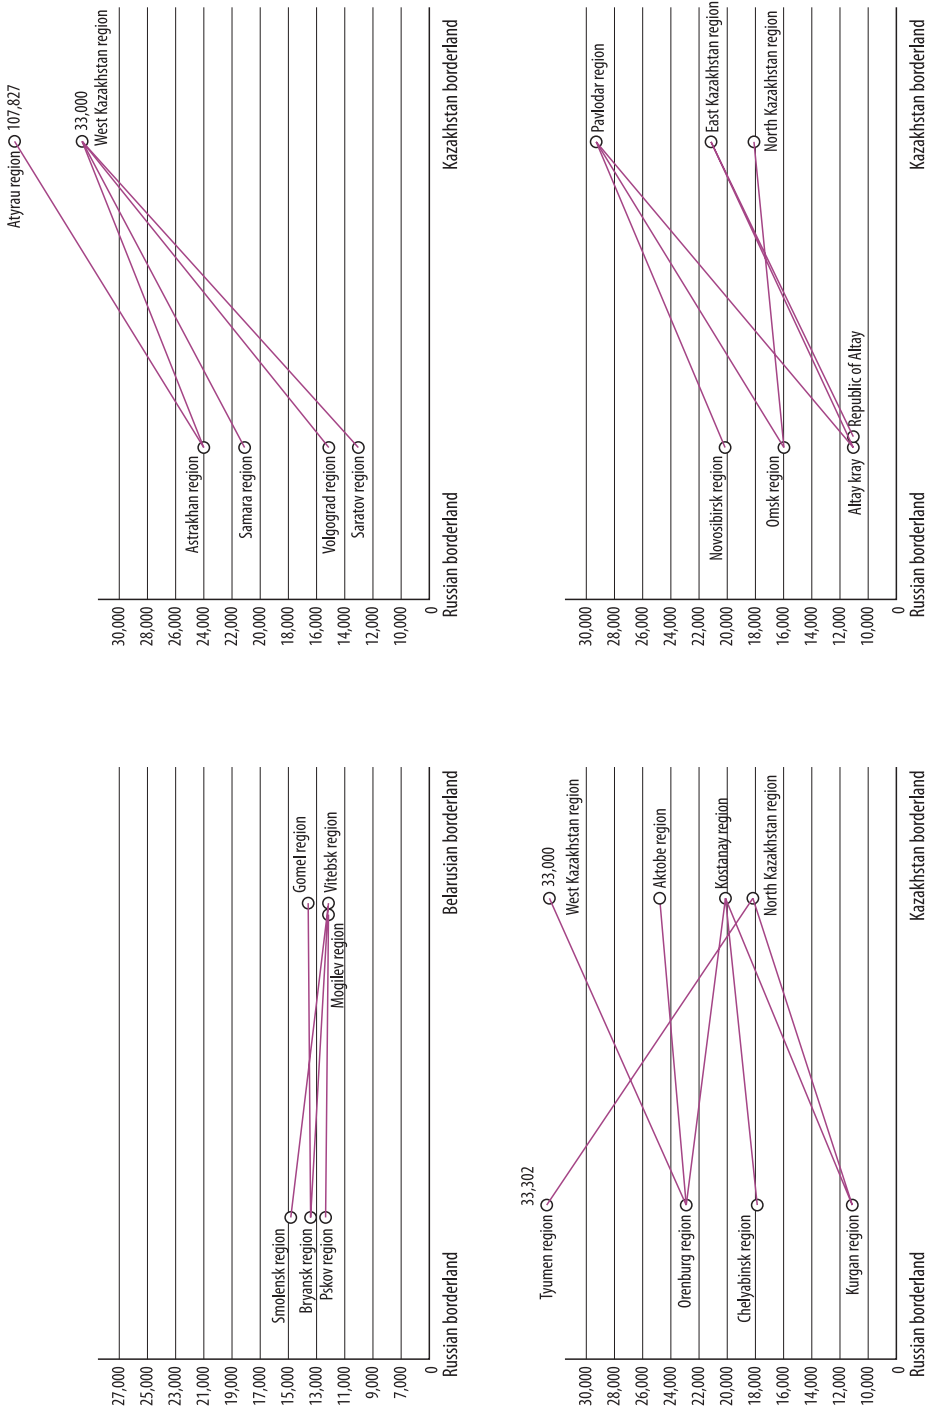 27,000
25,000
23,000
21,000
19,000
17,000
15,000
13,000
11,000
9,000
7,000
0
Smolensk region
Bryansk region
Pskov region
Gomel region
Vitebsk region
Mogilev region
Russian borderland
Belarusian borderland
30,000
28,000
26,000
24,000
22,000
20,000
18,000
16,000
14,000
12,000
10,000
0
Atyrau region
107,827
33,000
West Kazakhstan region
Astrakhan region
Samara region
Volgograd region
Saratov region
Russian borderland
Kazakhstan borderland
30,000
28,000
26,000
24,000
22,000
20,000
18,000
16,000
14,000
12,000
10,000
0
33,302
Tyumen region
Orenburg region
Chelyabinsk region
Kurgan region
33,000
West Kazakhstan region
Aktobe region
Kostanay region
North Kazakhstan region
Russian borderland
Kazakhstan borderland
30,000
28,000
26,000
24,000
22,000
20,000
18,000
16,000
14,000
12,000
10,000
0
Pavlodar region
East Kazakhstan region
North Kazakhstan region
Novosibirsk region
Omsk region
Altay kray
Republic of Altay
Russian borderland
Kazakhstan borderland